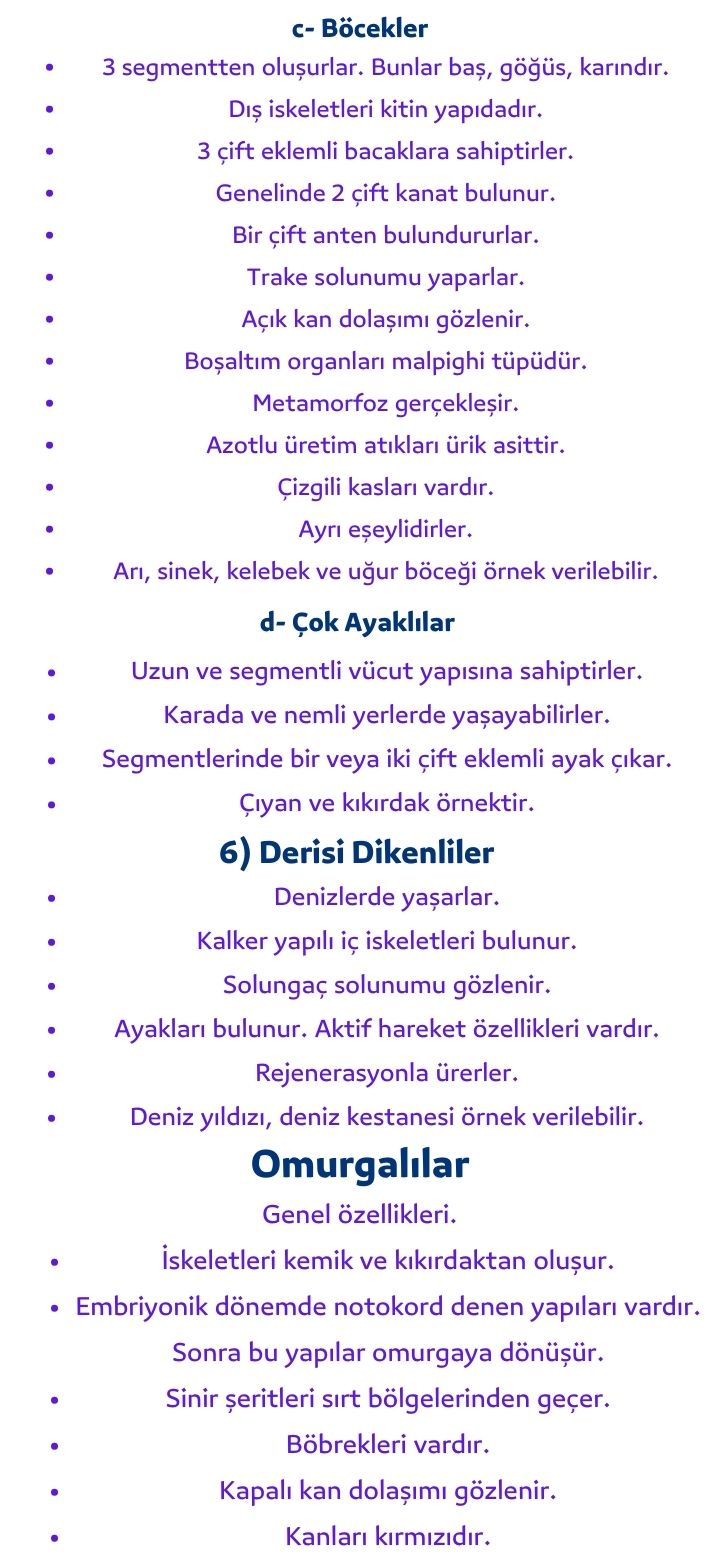 c- Böcekler
3 segmentten oluşurlar. Bunlar baş, göğüs, karındır.
Dış iskeletleri kitin yapıdadır.
3 çift eklemli bacaklara sahiptirler.
Genelinde 2 çift kanat bulunur.
Bir çift anten bulundururlar.
Trake solunumu yaparlar.
Açık kan dolaşımı gözlenir.
Boşaltım organları malpighi tüpüdür.
Metamorfoz gerçekleşir.
Azotlu üretim atıkları ürik asittir.
Çizgili kasları vardır.
Ayrı eşeylidirler.
Arı, sinek, kelebek ve uğur böceği örnek verilebilir.
d- Çok Ayaklılar
Uzun ve segmentli vücut yapısına sahiptirler.
Karada ve nemli yerlerde yaşayabilirler.
Segmentlerinde bir veya iki çift eklemli ayak çıkar.
Çıyan ve kıkırdak örnektir.
6) Derisi Dikenliler
Denizlerde yaşarlar.
Kalker yapılı iç iskeletleri bulunur.
Solungaç solunumu gözlenir.
Ayakları bulunur. Aktif hareket özellikleri vardır.
Rejenerasyonla ürerler.
Deniz yıldızı, deniz kestanesi örnek verilebilir.
Omurgalılar
Genel özellikleri.
İskeletleri kemik ve kıkırdaktan oluşur.
Embriyonik dönemde notokord denen yapıları vardır.
Sonra bu yapılar omurgaya dönüşür.
Sinir şeritleri sırt bölgelerinden geçer.
Böbrekleri vardır.
Kapalı kan dolaşımı gözlenir.
Kanları kırmızıdır.